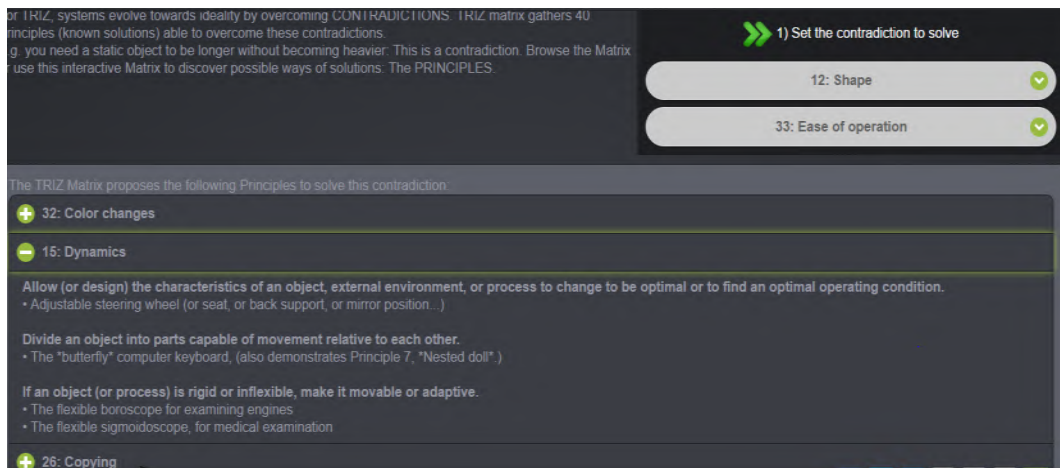 or TRIZ, systems evolve towards ideality by overcoming CONTRADICTIONS. TRIZ matrix gathers 40
rinciples (known solutions) able to overcome these contradictions.
.g. you need a static object to be longer without becoming heavier: This is a contradiction. Browse the Matrix
r use this interactive Matrix to discover possible ways of solutions: The PRINCIPLES.
1) Set the contradiction to solve
12: Shape
33: Ease of operation
The TRIZ Matrix proposes the following Principles to solve this contradiction:
32: Color changes
15: Dynamics
Allow (or design) the characteristics of an object, external environment, or process to change to be optimal or to find an optimal operating condition.
• Adjustable steering wheel (or seat, or back support, or mirror position...)
Divide an object into parts capable of movement relative to each other.
• The *butterfly* computer keyboard, (also demonstrates Principle 7, *Nested doll*.)
If an object (or process) is rigid or inflexible, make it movable or adaptive.
• The flexible boroscope for examining engines
• The flexible sigmoidoscope, for medical examination
26: Copying